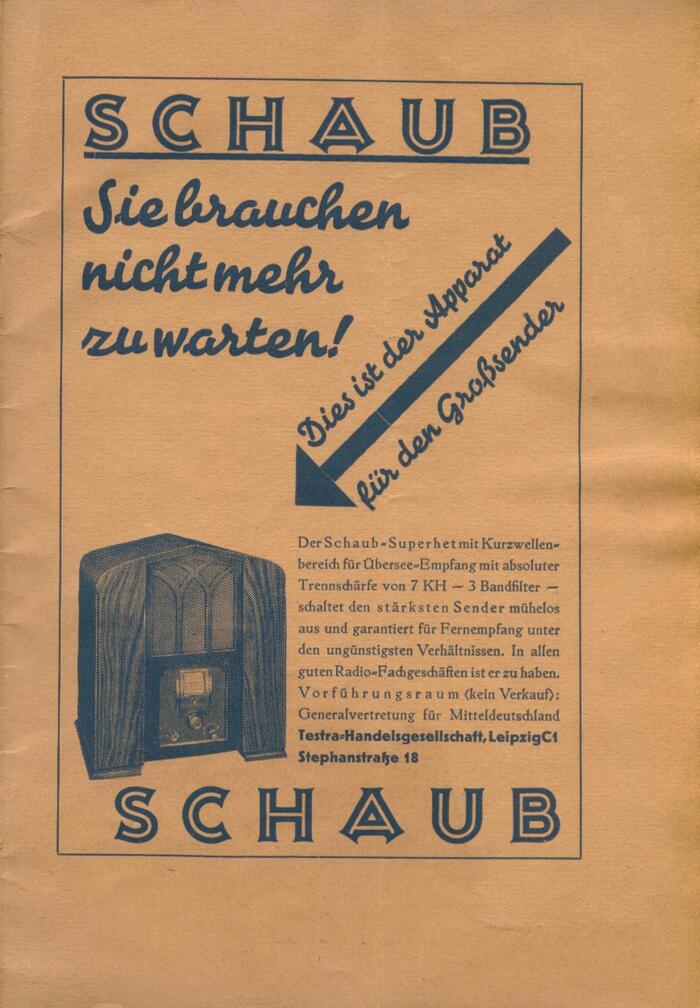 SCHAUB
Sie brauchen
nicht mehr
zu warten!
Dies ist der Apparat
für den Großsender
Der Schaub-Superhet mit Kurzwellen-
bereich für Übersee-Empfang mit absoluter
Trennschärfe von 7 KH — 3 Bandfilter —
schaltet den stärksten Sender mühelos
aus und garantiert für Fernempfang unter
den ungünstigsten Verhältnissen. In allen
guten Radio-Fachgeschäften ist er zu haben.
Vorführungsraum (kein Verkauf):
Generalvertretung für Mitteldeutschland
Testra-Handelsgesellschaft, Leipzig C1
Stephanstraße 18
SCHAUB